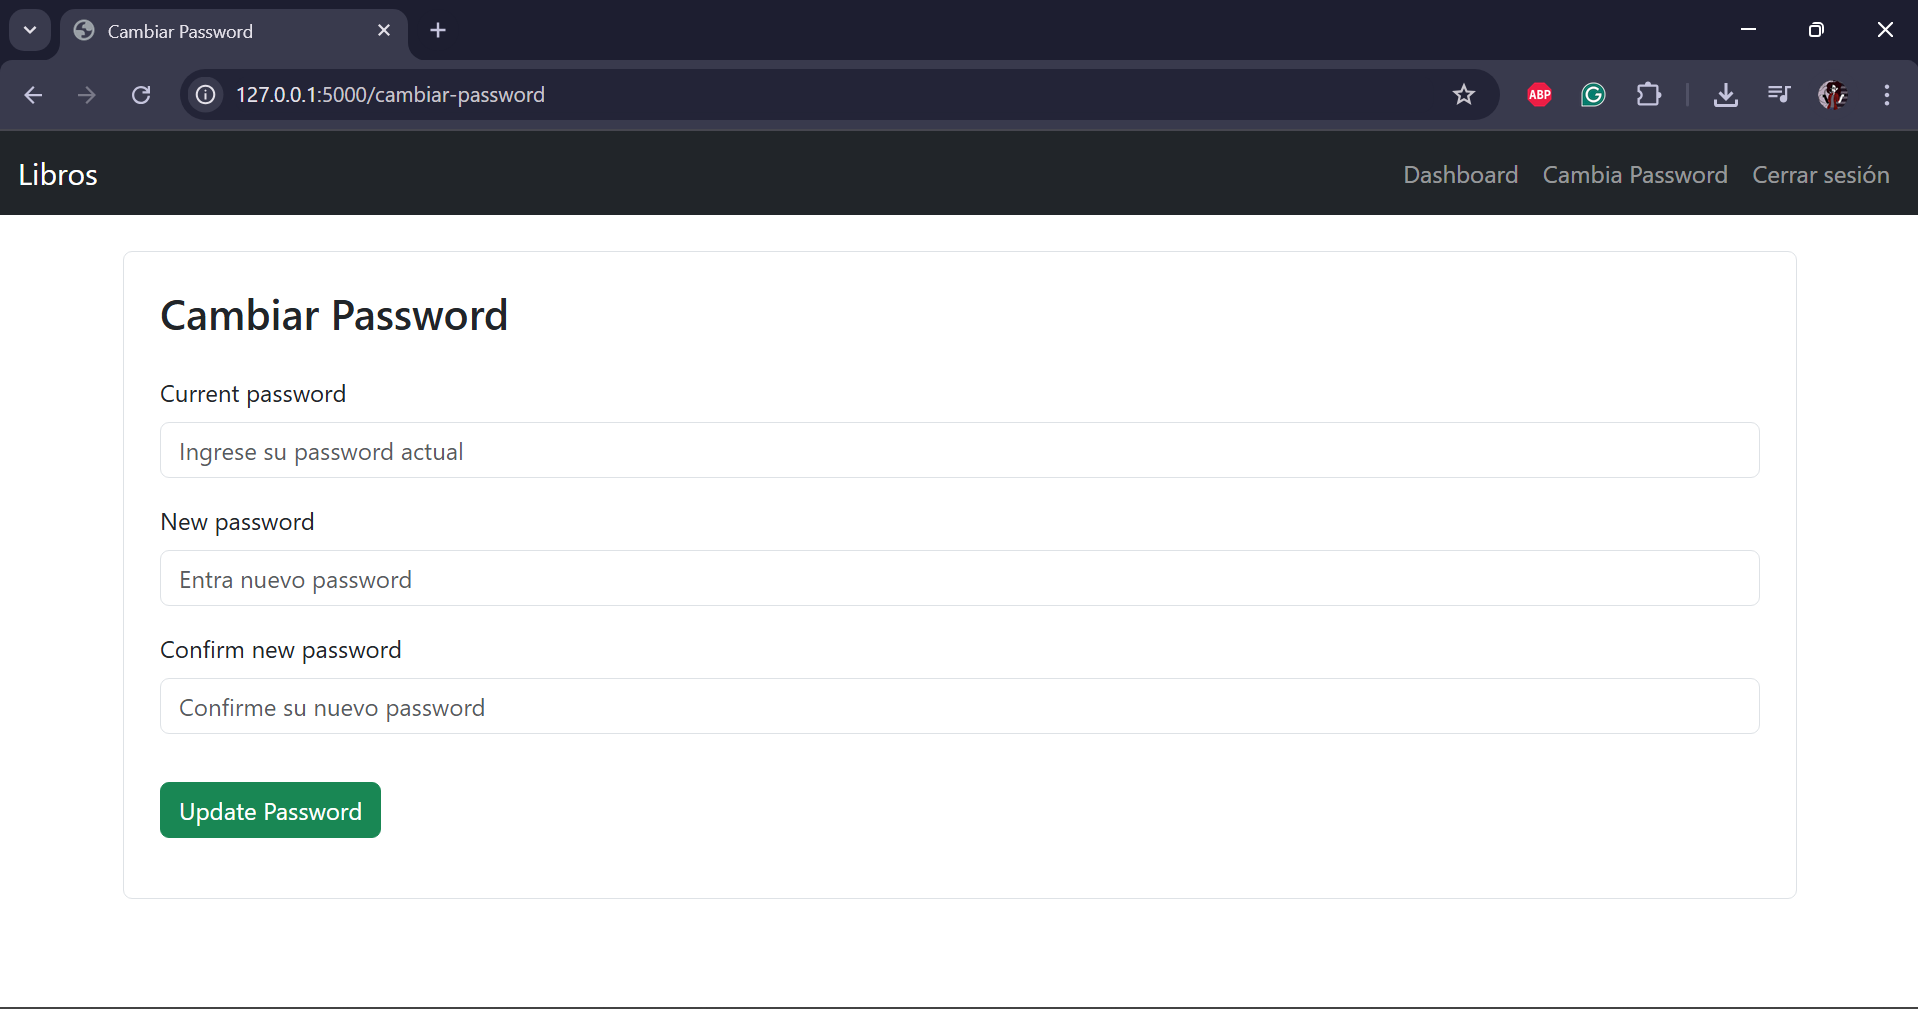 Cambiar Password
127.0.0.1:5000/cambiar-password
ABP
G
Libros
Dashboard Cambia Password Cerrar sesión
Cambiar Password
Current password
Ingrese su password actual
New password
Entra nuevo password
Confirm new password
Confirme su nuevo password
Update Password